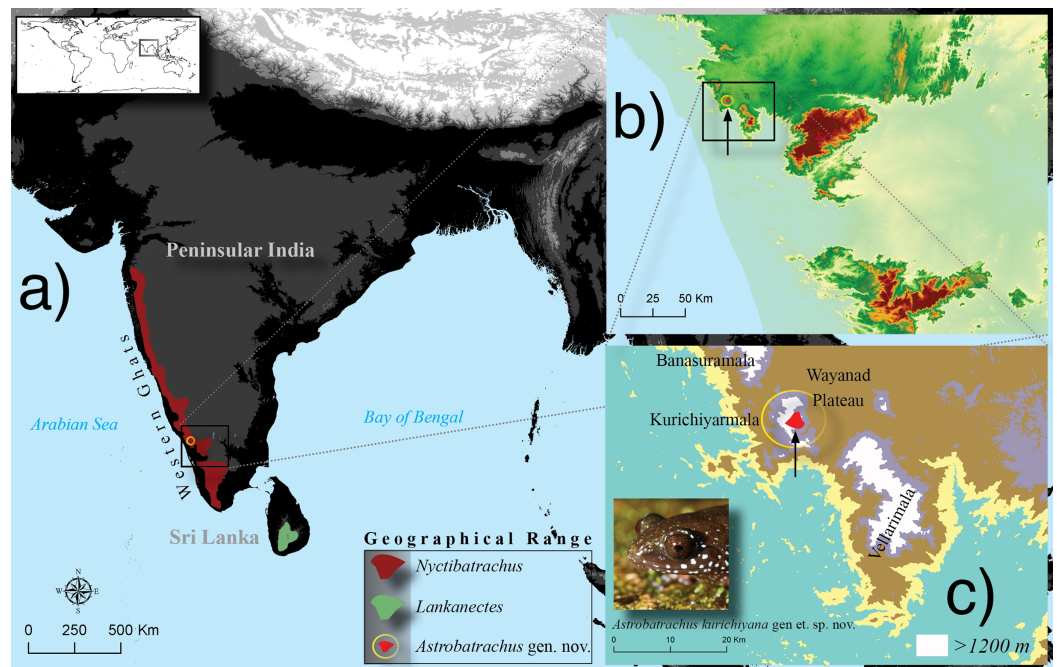 a)
Peninsular India
Western Ghats
Arabian Sea
Bay of Bengal
Sri Lanka
N
W E
S
0 250 500 Km
Geographical Range
Nyctibatrachus
Lankanectes
Astrobatrachus gen. nov.
b)
0 25 50 Km
Banasuramala
Wayanad
Plateau
Kurichiyarmala
Vellarimala
c)
Astrobatrachus kurichiyana gen et. sp. nov.
0 10 20 Km
>1200 m